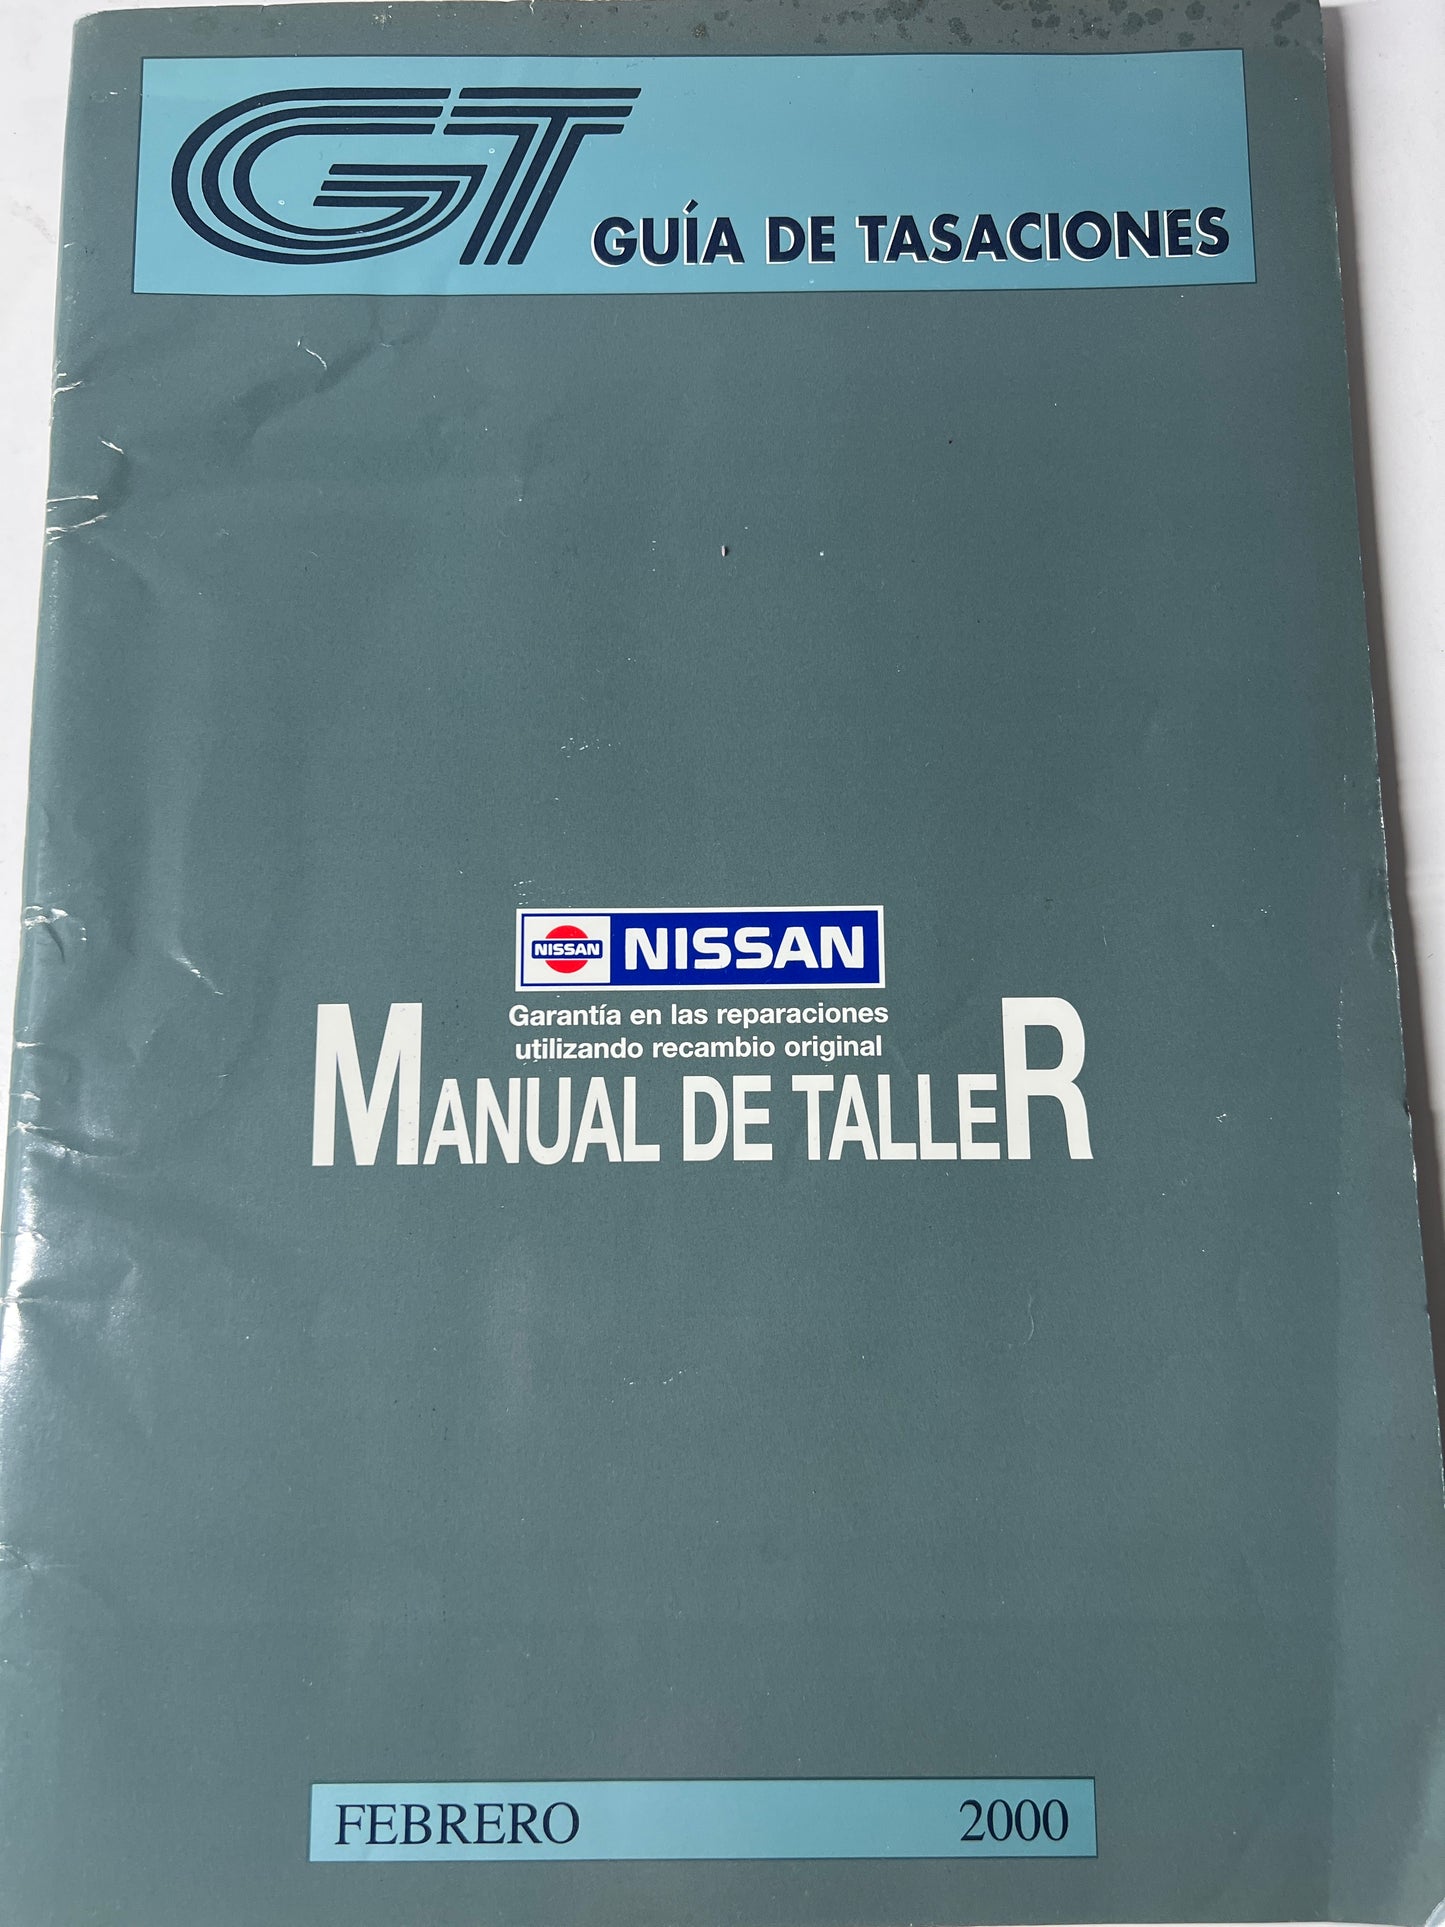 GT GUÍA DE TASACIONES
NISSAN NISSAN
Garantía en las reparaciones
utilizando recambio original
MANUAL DE TALLER
FEBRERO 2000